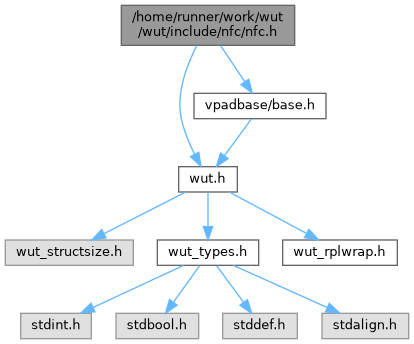 /home/runner/work/wut
/wut/include/nfc/nfc.h
vpadbase/base.h
wut.h
wut_structsize.h
wut_types.h
wut_rplwrap.h
stdint.h
stdbool.h
stddef.h
stdalign.h